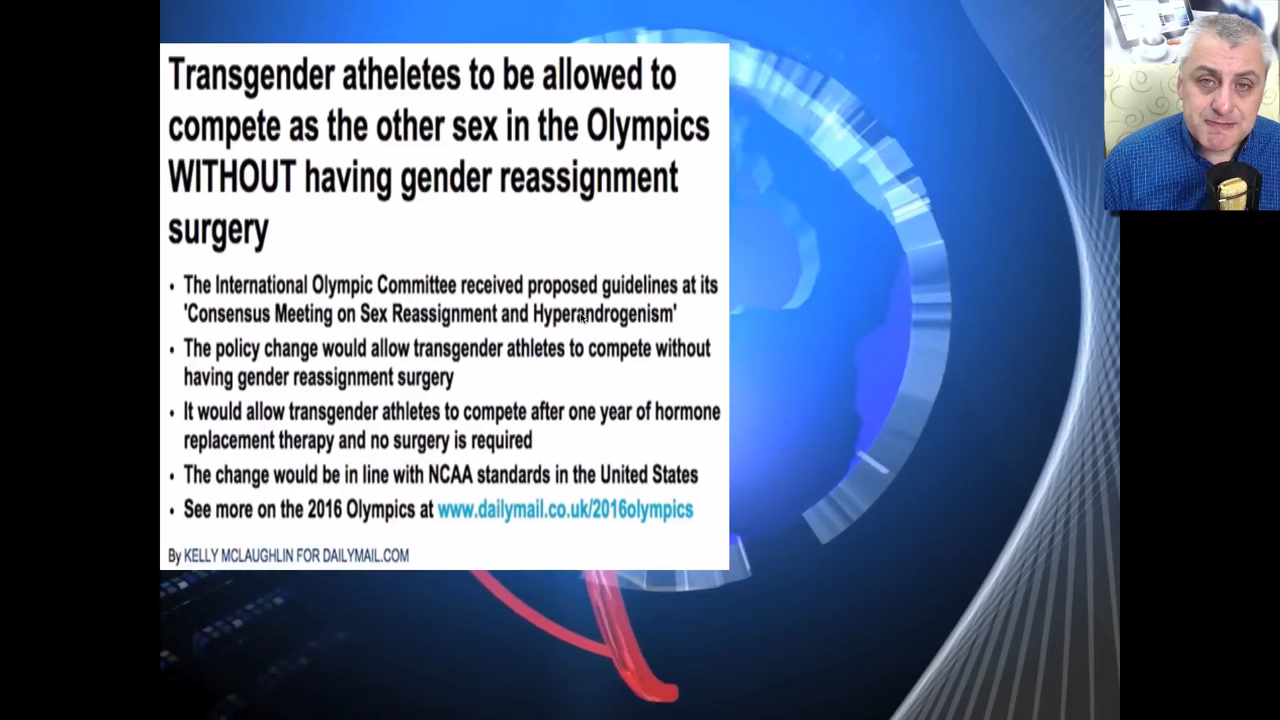 Transgender atheletes to be allowed to
compete as the other sex in the Olympics
WITHOUT having gender reassignment
surgery
• The International Olympic Committee received proposed guidelines at its
'Consensus Meeting on Sex Reassignment and Hyperandrogenism'
• The policy change would allow transgender athletes to compete without
having gender reassignment surgery
• It would allow transgender athletes to compete after one year of hormone
replacement therapy and no surgery is required
• The change would be in line with NCAA standards in the United States
• See more on the 2016 Olympics at www.dailymail.co.uk/2016olympics
By KELLY MCLAUGHLIN FOR DAILYMAIL.COM